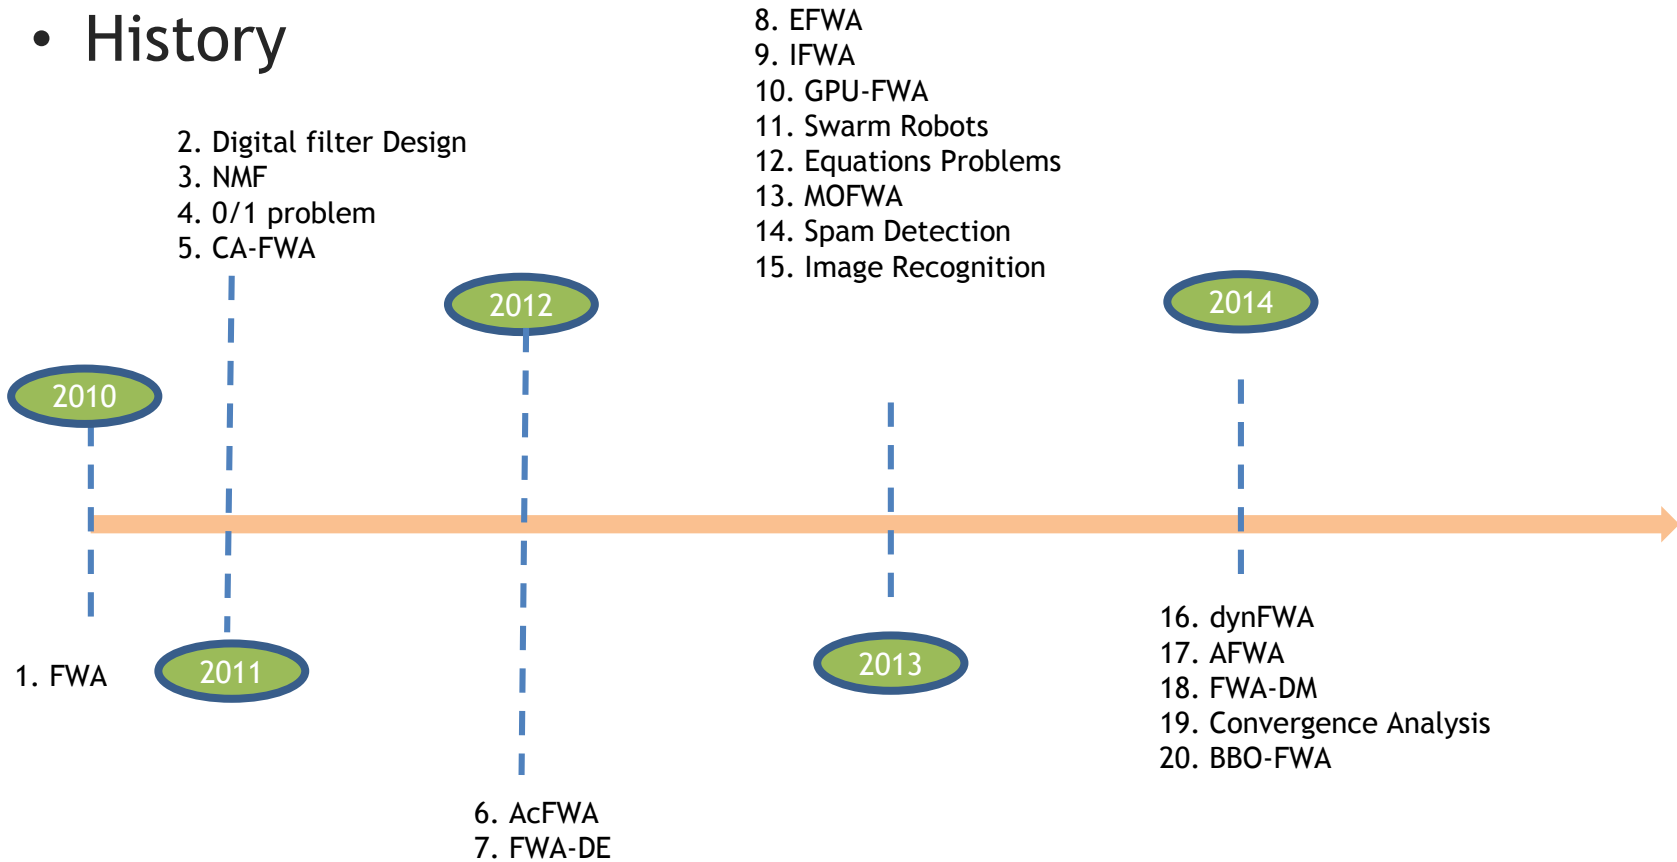 • History
2010
1. FWA
2. Digital filter Design
3. NMF
4. 0/1 problem
5. CA-FWA
2011
2012
6. AcFWA
7. FWA-DE
8. EFWA
9. IFWA
10. GPU-FWA
11. Swarm Robots
12. Equations Problems
13. MOFWA
14. Spam Detection
15. Image Recognition
2013
2014
16. dynFWA
17. AFWA
18. FWA-DM
19. Convergence Analysis
20. BBO-FWA